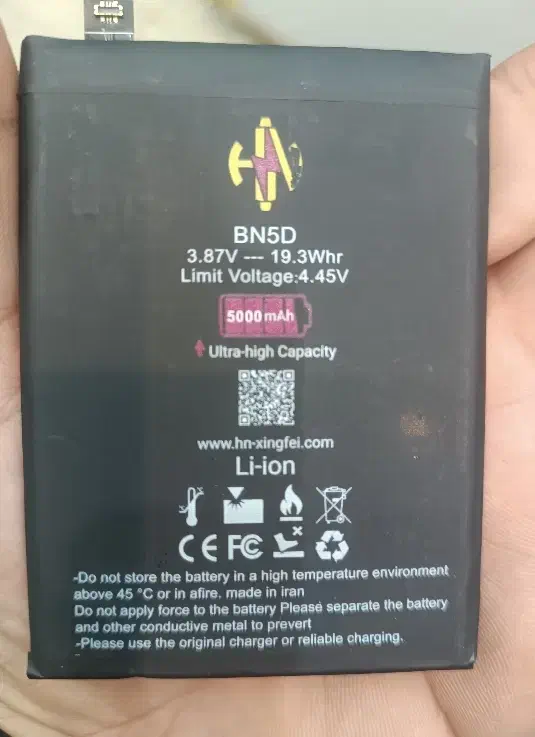 HN
BN5D
3.87V --- 19.3Whr
Limit Voltage:4.45V
5000mAh
Ultra-high Capacity
www.hn-xingfei.com
Li-ion
CE FC
-Do not store the battery in a high temperature environment
above 45 °C or in afire. made in iran
Do not apply force to the battery Please separate the battery
and other conductive metal to prevert
-Please use the original charger or reliable charging.